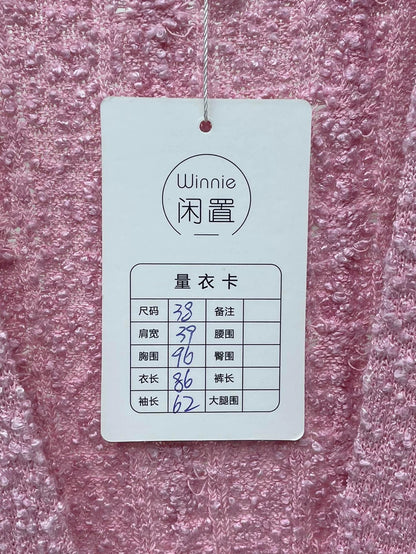 Winnie
闲置
量衣卡
尺码 38 备注
肩宽 39 腰围
胸围 96 臀围
衣长 86 裤长
袖长 62 大腿围